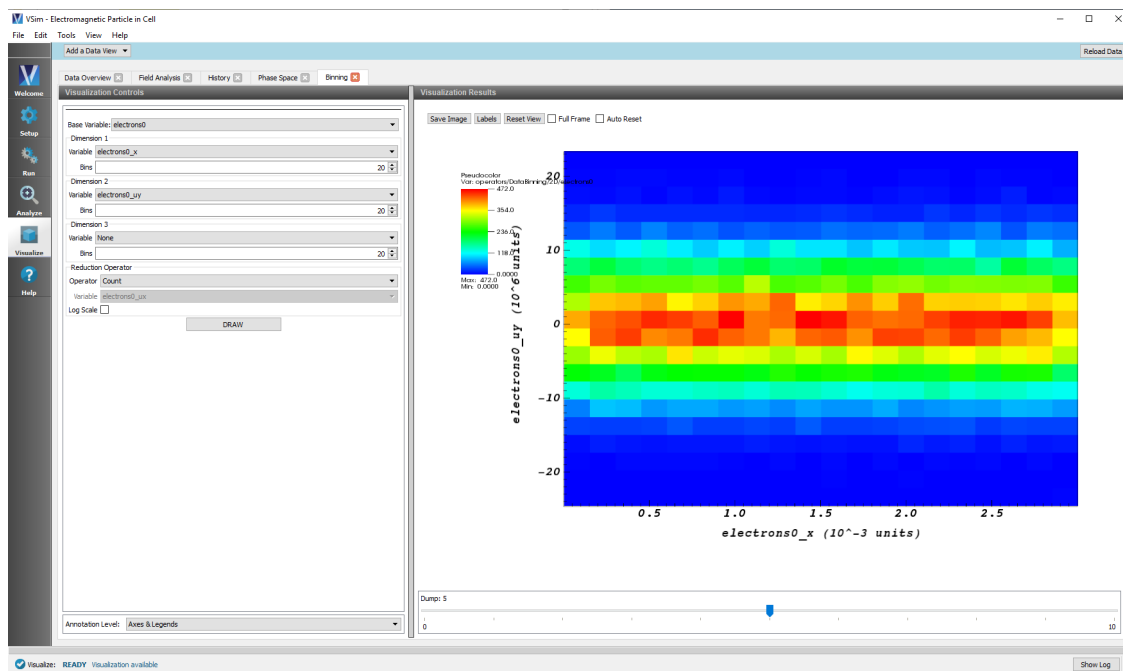 VSim - Electromagnetic Particle in Cell
File Edit Tools View Help
Add a Data View
Reload Data
Welcome
Setup
Run
Analyze
Visualize
Help
Data Overview Field Analysis History Phase Space Binning
Visualization Controls
Base Variable: electrons0
Dimension 1
Variable electrons0_x
Bins 20
Dimension 2
Variable electrons0_uy
Bins 20
Dimension 3
Variable None
Bins 20
Reduction Operator
Operator Count
Variable electrons0_ux
Log Scale
DRAW
Annotation Level: Axes & Legends
Visualization Results
Save Image Labels Reset View Full Frame Auto Reset
Pseudocolor
Var: operators/DataBinning/2D/
472.0
354.0
236.0
118.0
0.0000
Max: 472.0
Min: 0.0000
electrons0_uy (10^6 units)
20
10
0
-10
-20
0.5 1.0 1.5 2.0 2.5
electrons0_x (10^-3 units)
Dump: 5
0 10
Visualize: READY Visualization available
Show Log